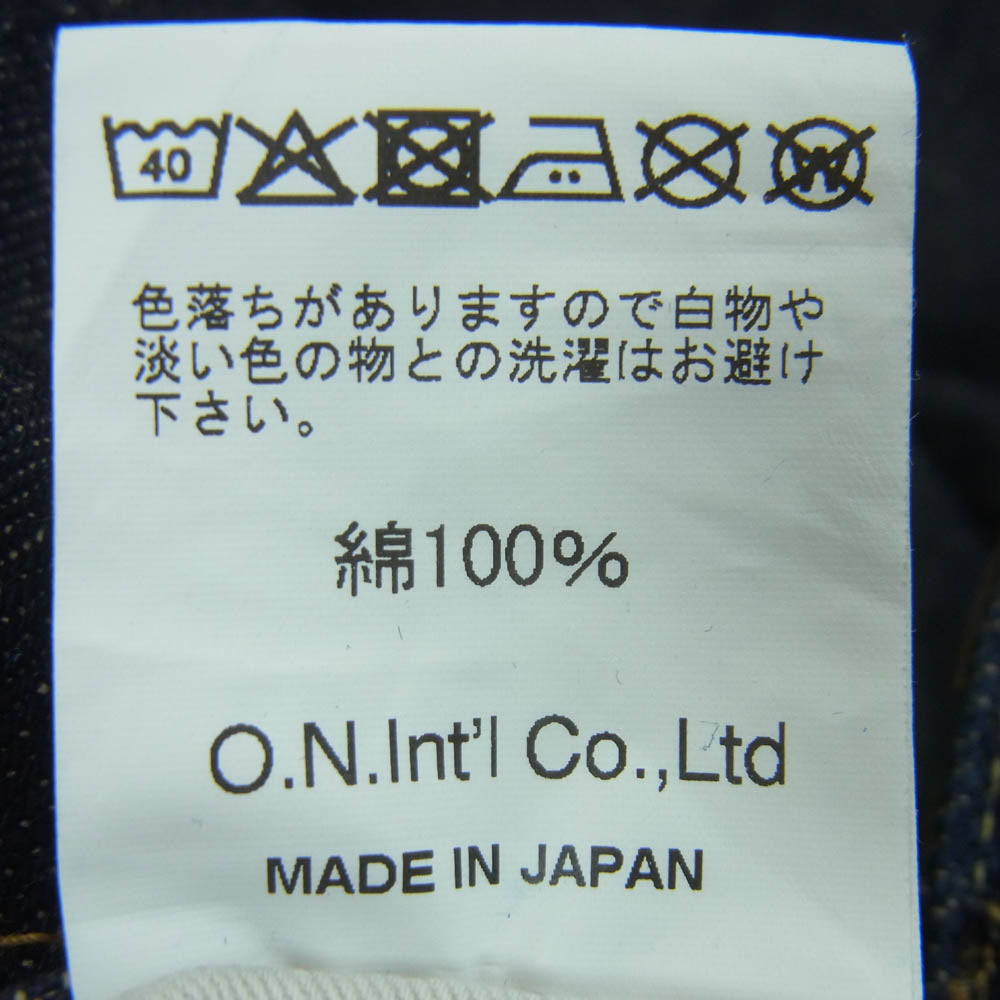 40 W
色落ちがありますので白物や
淡い色の物との洗濯はお避け
下さい。
綿100%
O.N.Int'l Co.,Ltd
MADE IN JAPAN